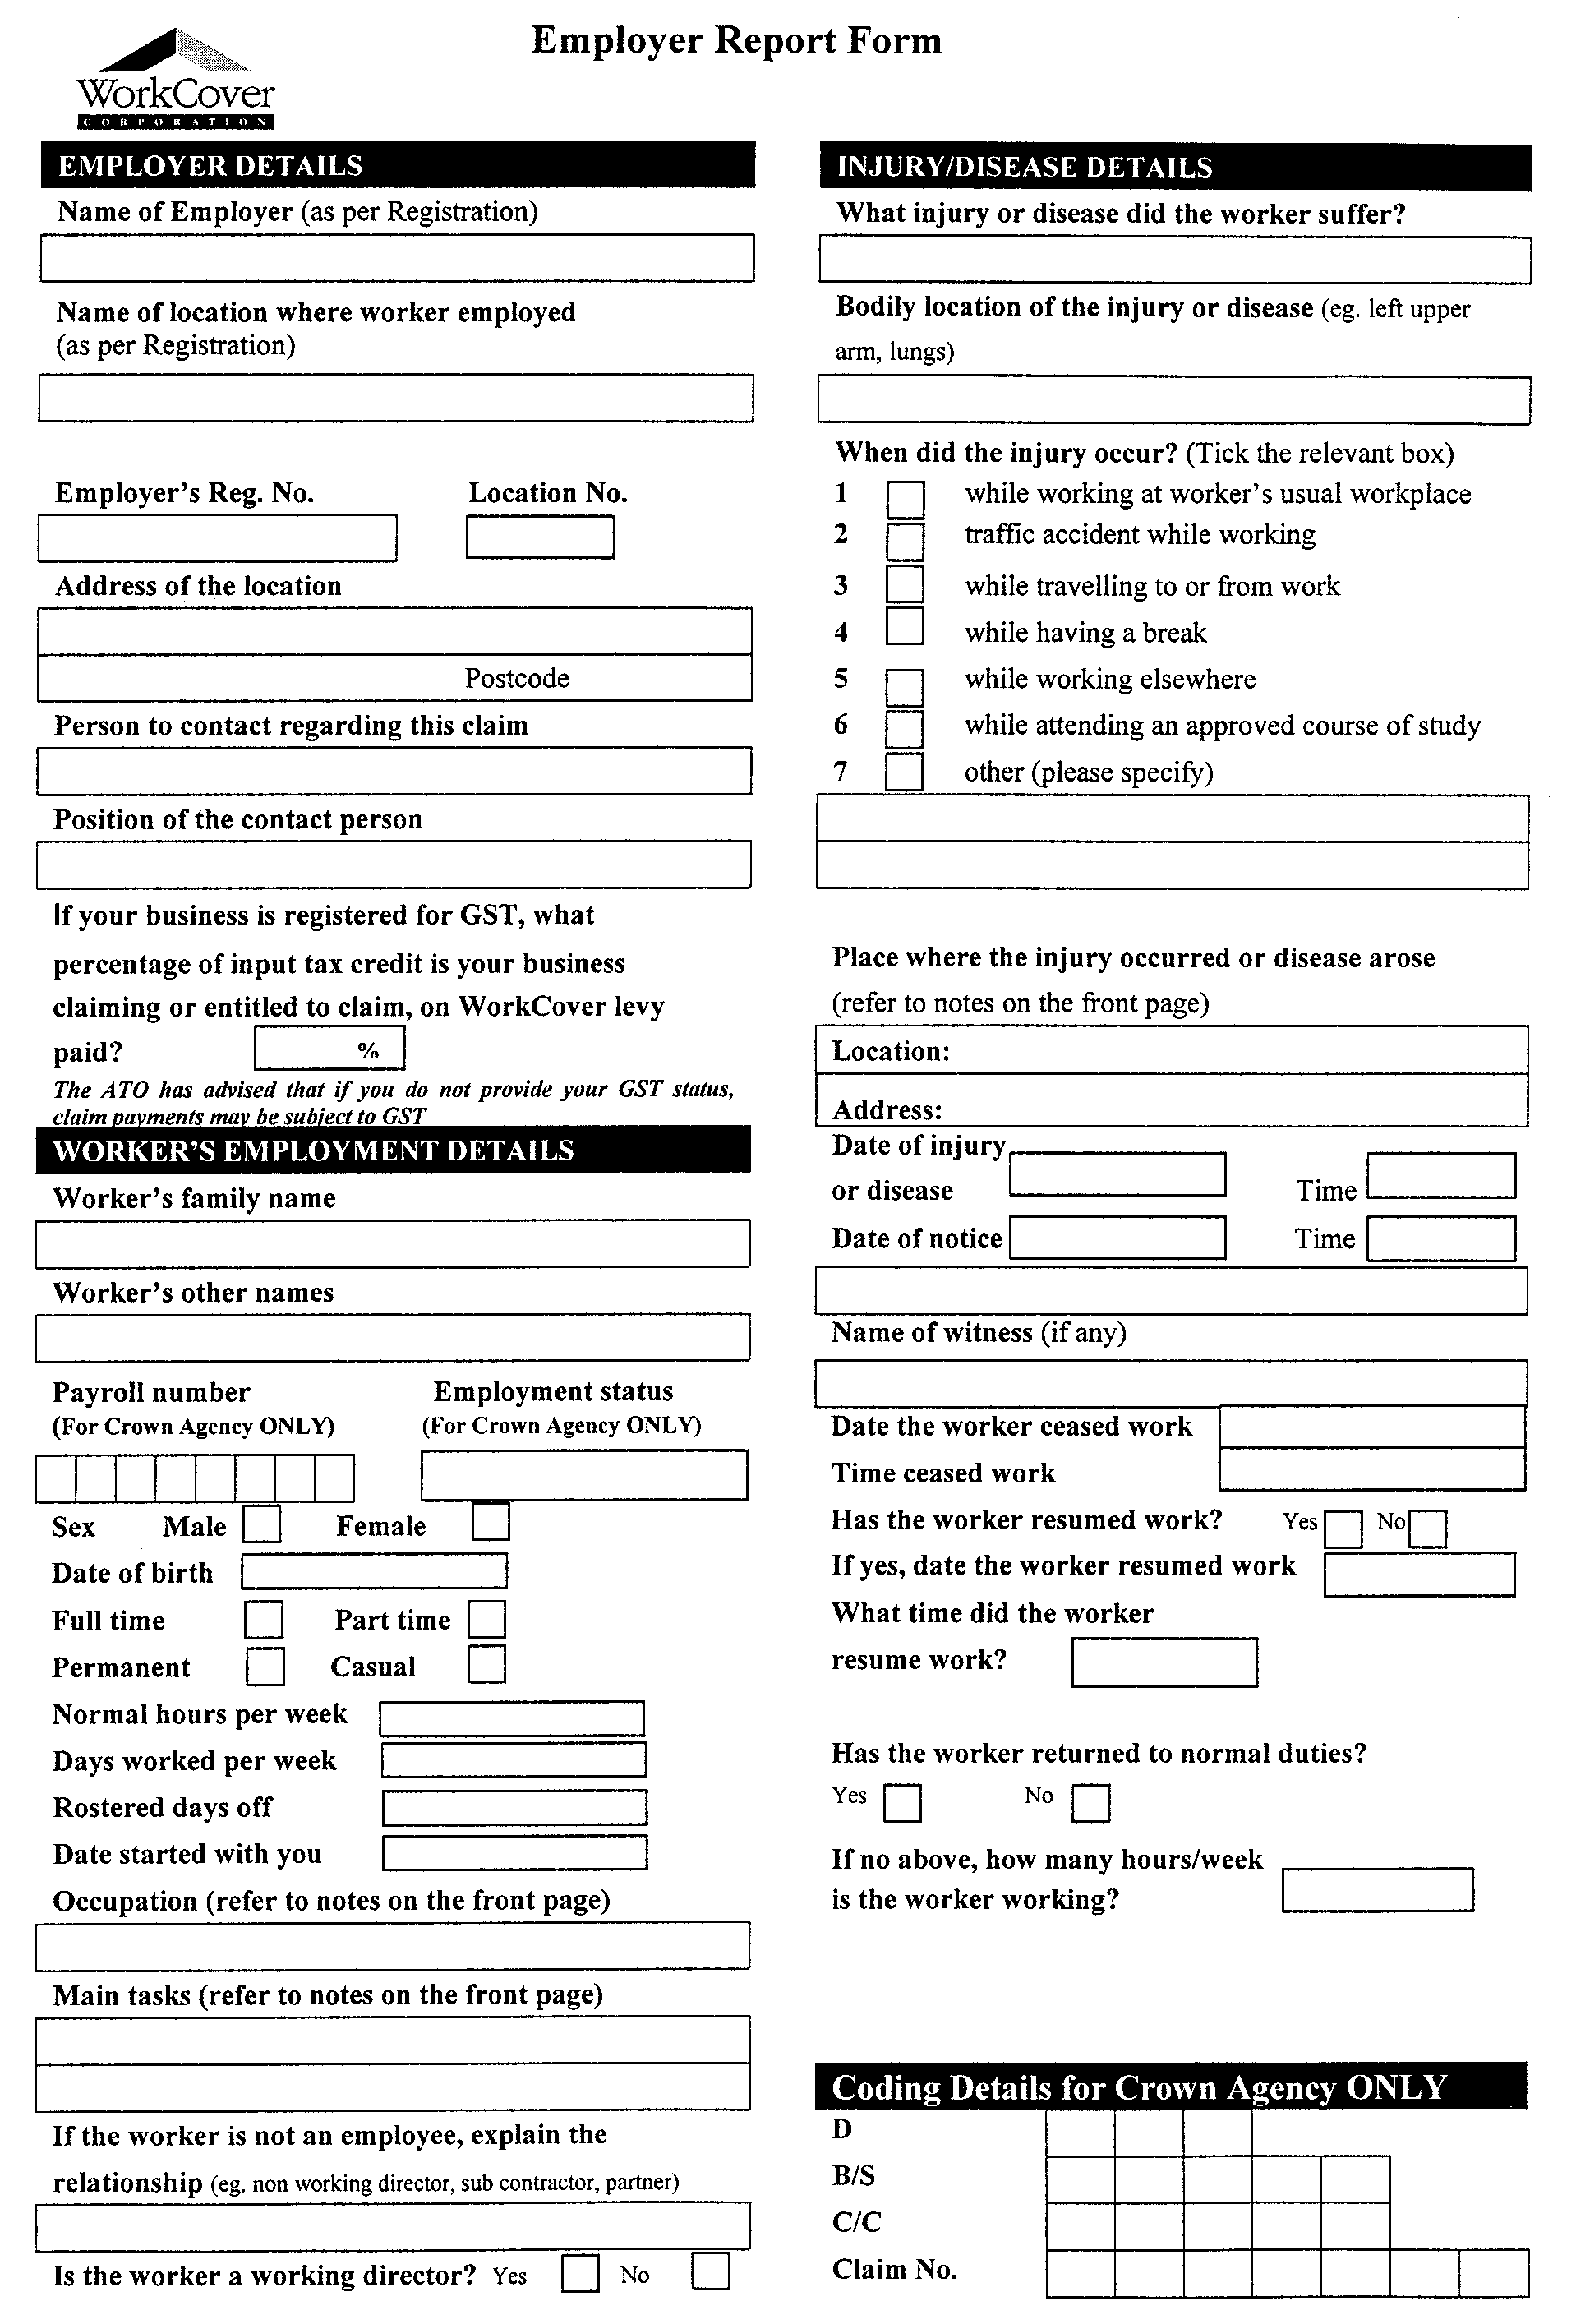 Employer Report Form
WorkCover
CORPORATION
EMPLOYER DETAILS
Name of Employer (as per Registration)
Name of location where worker employed
(as per Registration)
Employer's Reg. No. Location No.
Address of the location
Postcode
Person to contact regarding this claim
Position of the contact person
If your business is registered for GST, what
percentage of input tax credit is your business
claiming or entitled to claim, on WorkCover levy
paid? %
The ATO has advised that if you do not provide your GST status,
claim payments may be subject to GST
WORKER'S EMPLOYMENT DETAILS
Worker's family name
Worker's other names
Payroll number Employment status
(For Crown Agency ONLY) (For Crown Agency ONLY)
Sex Male Female
Date of birth
Full time Part time
Permanent Casual
Normal hours per week
Days worked per week
Rostered days off
Date started with you
Occupation (refer to notes on the front page)
Main tasks (refer to notes on the front page)
If the worker is not an employee, explain the
relationship (eg. non working director, sub contractor, partner)
Is the worker a working director? Yes No
INJURY/DISEASE DETAILS
What injury or disease did the worker suffer?
Bodily location of the injury or disease (eg. left upper
arm, lungs)
When did the injury occur? (Tick the relevant box)
1 while working at worker's usual workplace
2 traffic accident while working
3 while travelling to or from work
4 while having a break
5 while working elsewhere
6 while attending an approved course of study
7 other (please specify)
Place where the injury occurred or disease arose
(refer to notes on the front page)
Location:
Address:
Date of injury
or disease Time
Date of notice Time
Name of witness (if any)
Date the worker ceased work
Time ceased work
Has the worker resumed work? Yes No
If yes, date the worker resumed work
What time did the worker
resume work?
Has the worker returned to normal duties?
Yes No
If no above, how many hours/week
is the worker working?
Coding Details for Crown Agency ONLY
D
B/S
C/C
Claim No.